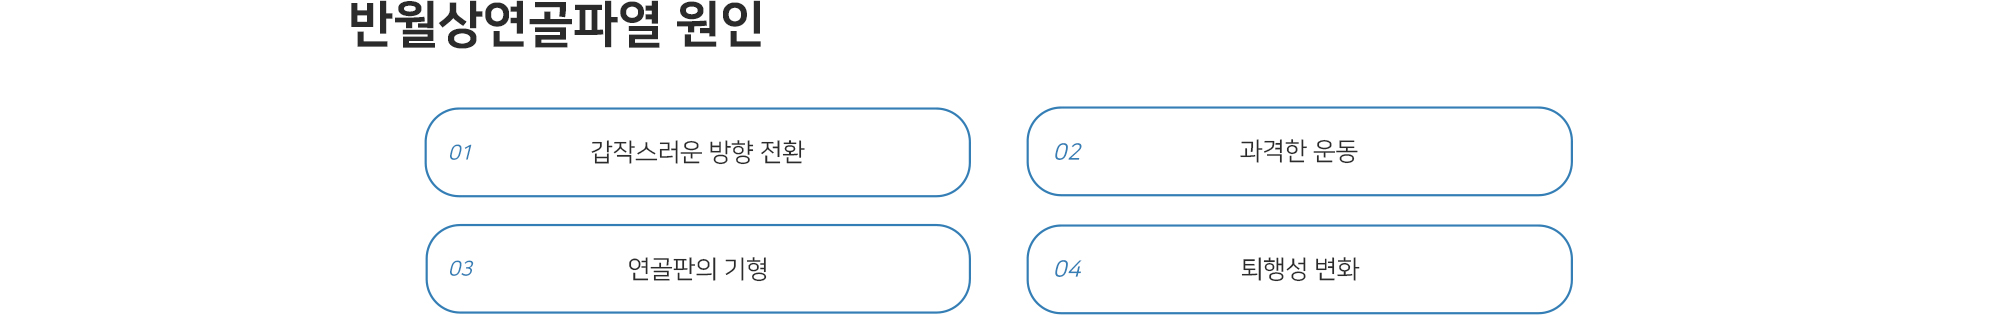 반월상연골파열 원인
01 갑작스러운 방향 전환
02 과격한 운동
03 연골판의 기형
04 퇴행성 변화